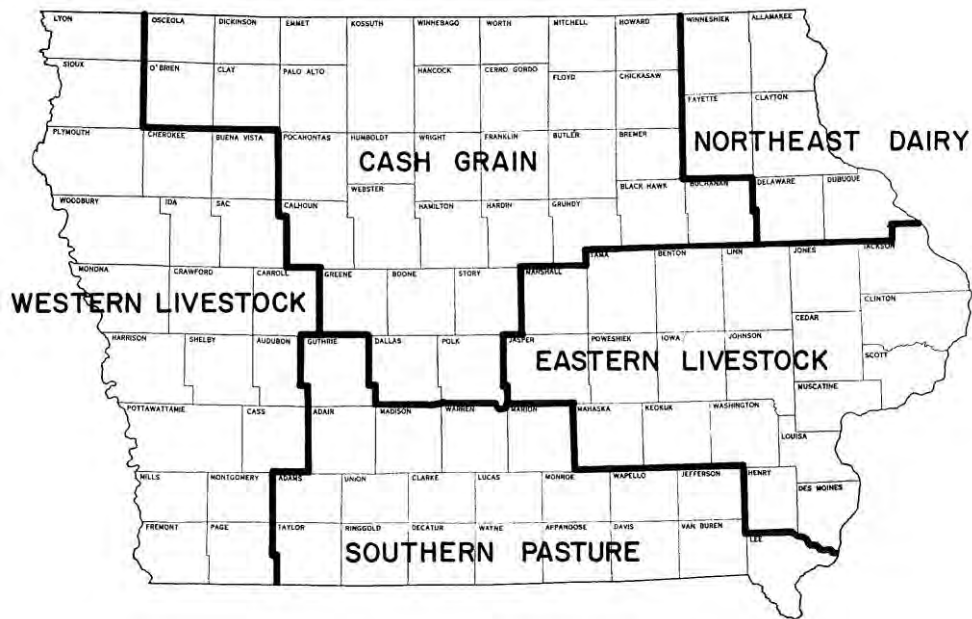 LYON OSCEOLA DICKINSON EMMET KOSSUTH WINNEBAGO WORTH MITCHELL HOWARD WINNESHIEK ALLAMAKEE
SIOUX O'BRIEN CLAY PALO ALTO HANCOCK CERRO GORDO FLOYD CHICKASAW
FAYETTE CLAYTON
PLYMOUTH CHEROKEE BUENA VISTA POCAHONTAS HUMBOLDT WRIGHT FRANKLIN BUTLER BREMER
NORTHEAST DAIRY
CASH GRAIN
WEBSTER BLACK HAWK BUCHANAN DELAWARE DUBUQUE
WOODBURY IDA SAC CALHOUN HAMILTON HARDIN GRUNDY
TAMA BENTON LINN JONES JACKSON
MONONA CRAWFORD CARROLL GREENE BOONE STORY MARSHALL
WESTERN LIVESTOCK
CLINTON
CEDAR
HARRISON SHELBY AUDUBON GUTHRIE DALLAS POLK JASPER POWESHIEK IOWA JOHNSON
EASTERN LIVESTOCK
SCOTT
MUSCATINE
POTTAWATTAMIE CASS ADAIR MADISON WARREN MARION MAHASKA KEOKUK WASHINGTON
LOUISA
MILLS MONTGOMERY ADAMS UNION CLARKE LUCAS MONROE WAPELLO JEFFERSON HENRY
DES MOINES
FREMONT PAGE TAYLOR RINGGOLD DECATUR WAYNE APPANOOSE DAVIS VAN BUREN
LEE
SOUTHERN PASTURE